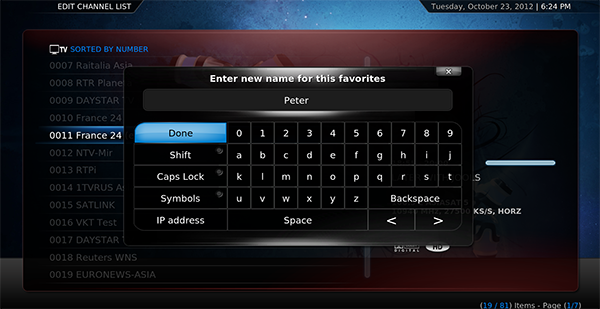 EDIT CHANNEL LIST
Tuesday, October 23, 2012 | 6:24 PM
TV SORTED BY NUMBER
0007 Raitalia Asia
0008 RTR Plane
0009 DAYSTAR T
0010 France 24
0011 France 24
0012 NTV-Mir
0013 RTPi
0014 1TVRUS As
0015 SATLINK
0016 VKT Test
0017 DAYSTAR
0018 Reuters WNS
0019 EURONEWS-ASIA
Enter new name for this favorites
Peter
Done 0 1 2 3 4 5 6 7 8 9
Shift a b c d e f g h i j
Caps Lock k l m n o p q r s t
Symbols u v w x y z Backspace
IP address Space < >
KS/S, HORZ
DIGITAL HD
(19 / 81) Items - Page (1/7)